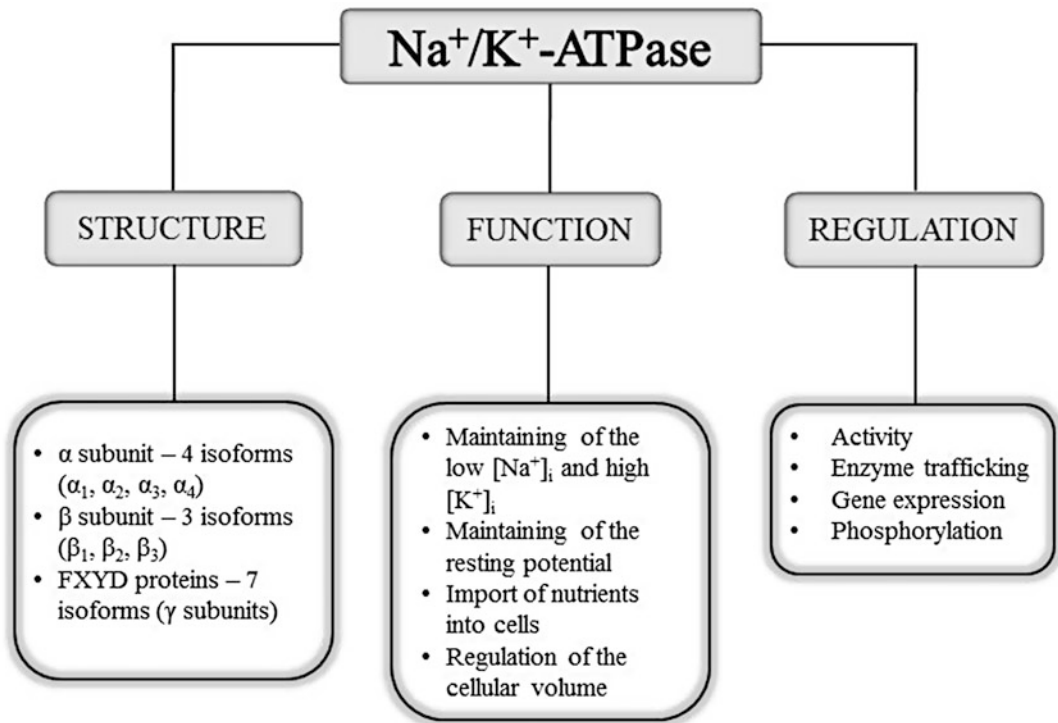 Na⁺/K⁺-ATPase
STRUCTURE
FUNCTION
REGULATION
• α subunit – 4 isoforms
(α₁, α₂, α₃, α₄)
• β subunit – 3 isoforms
(β₁, β₂, β₃)
• FXYD proteins – 7
isoforms (γ subunits)
• Maintaining of the
low [Na⁺]ᵢ and high
[K⁺]ᵢ
• Maintaining of the
resting potential
• Import of nutrients
into cells
• Regulation of the
cellular volume
• Activity
• Enzyme trafficking
• Gene expression
• Phosphorylation